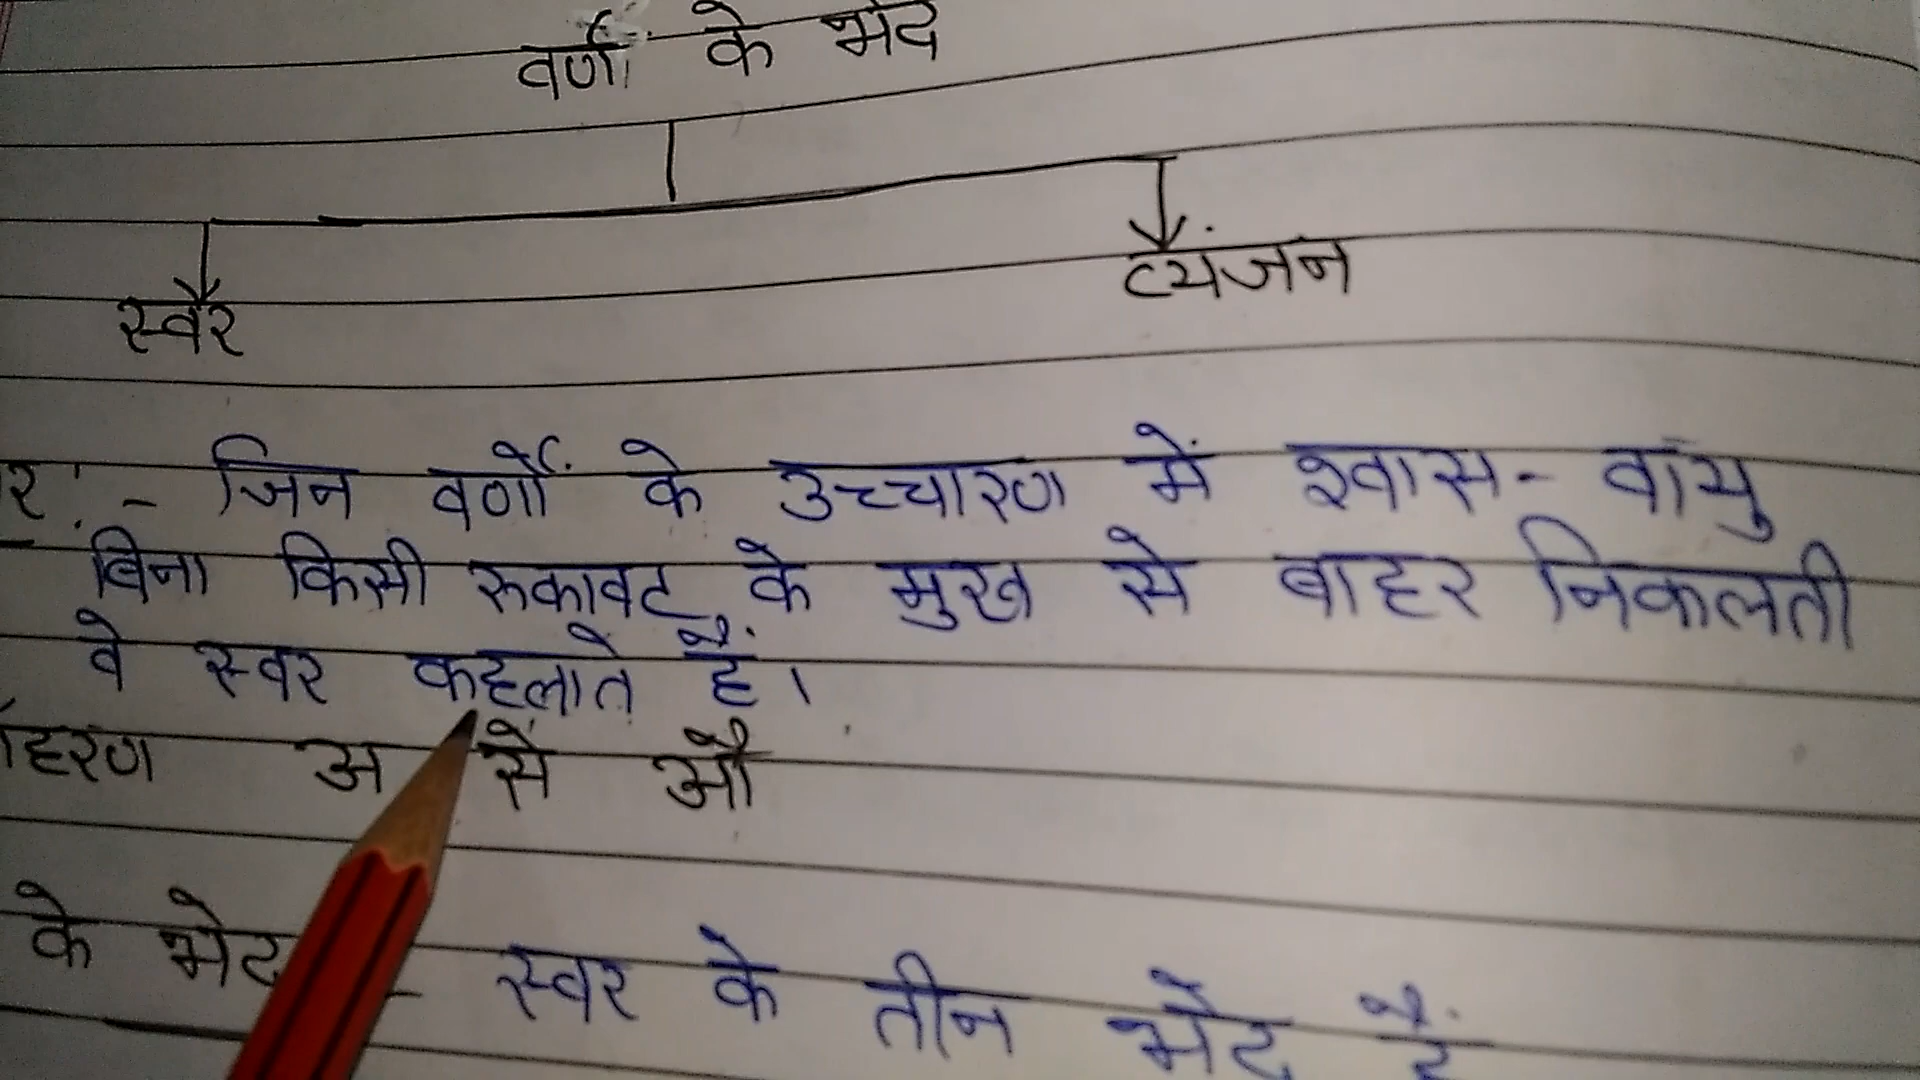 वर्णों के भेद
स्वर व्यंजन
र :- जिन वर्णों के उच्चारण में श्वास- वायु
बिना किसी रुकावट के मुख से बाहर निकलती
वे स्वर कहलाते हैं।
हरण अ से औ
के भेद - स्वर के तीन भेद हैं